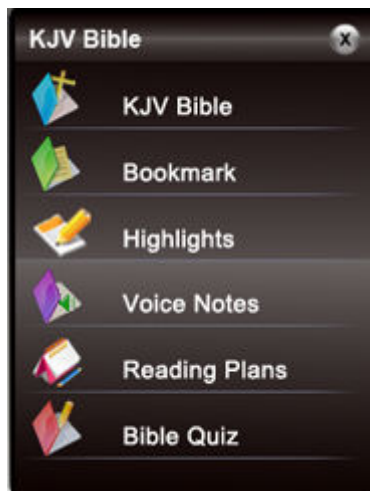 KJV Bible
KJV Bible
Bookmark
Highlights
Voice Notes
Reading Plans
Bible Quiz